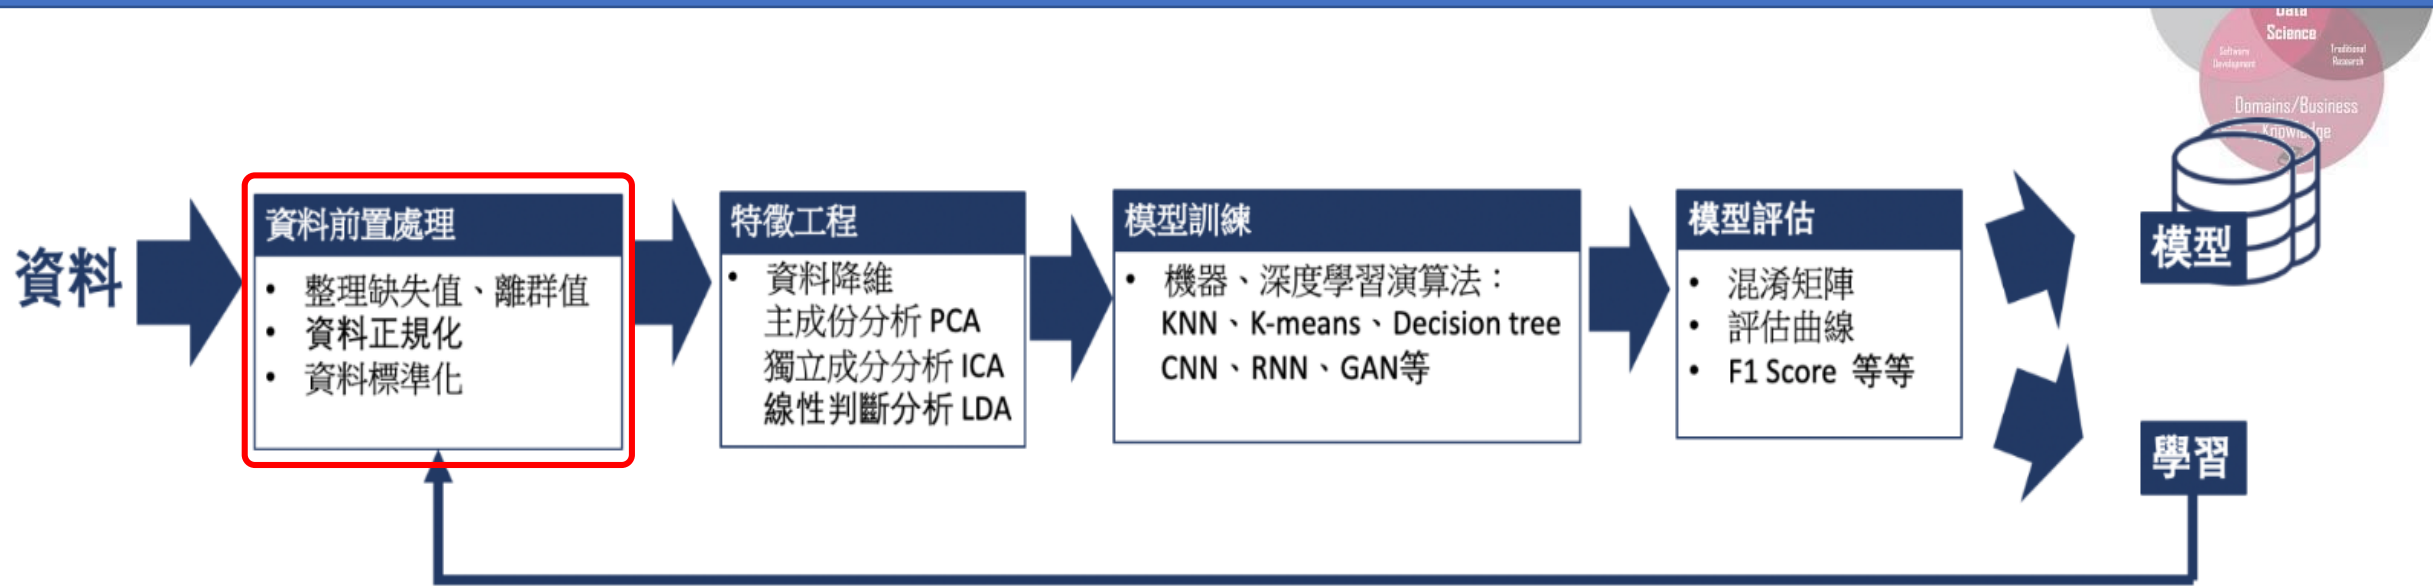 Data
Science
Software
Development
Traditional
Research
Domains/Business
資料
資料前置處理
• 整理缺失值、離群值
• 資料正規化
• 資料標準化
特徵工程
• 資料降維
主成份分析 PCA
獨立成分分析 ICA
線性判斷分析 LDA
模型訓練
• 機器、深度學習演算法：
KNN、K-means、Decision tree
CNN、RNN、GAN等
模型評估
• 混淆矩陣
• 評估曲線
• F1 Score 等等
模型
學習